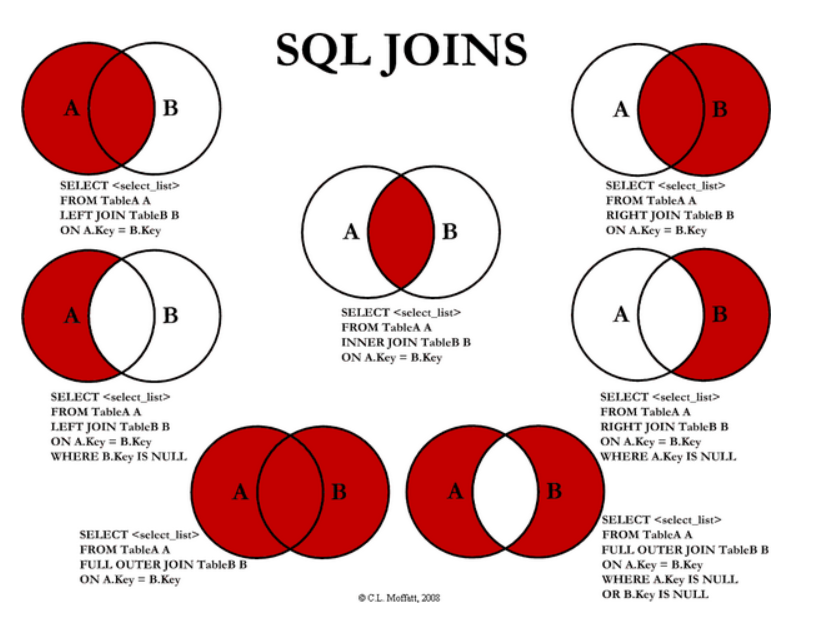 SQL JOINS
A B
SELECT <select_list>
FROM TableA A
LEFT JOIN TableB B
ON A.Key = B.Key
A B
SELECT <select_list>
FROM TableA A
RIGHT JOIN TableB B
ON A.Key = B.Key
A B
SELECT <select_list>
FROM TableA A
INNER JOIN TableB B
ON A.Key = B.Key
A B
SELECT <select_list>
FROM TableA A
LEFT JOIN TableB B
ON A.Key = B.Key
WHERE B.Key IS NULL
A B
SELECT <select_list>
FROM TableA A
RIGHT JOIN TableB B
ON A.Key = B.Key
WHERE A.Key IS NULL
A B
SELECT <select_list>
FROM TableA A
FULL OUTER JOIN TableB B
ON A.Key = B.Key
A B
SELECT <select_list>
FROM TableA A
FULL OUTER JOIN TableB B
ON A.Key = B.Key
WHERE A.Key IS NULL
OR B.Key IS NULL
© C.L. Moffatt, 2008